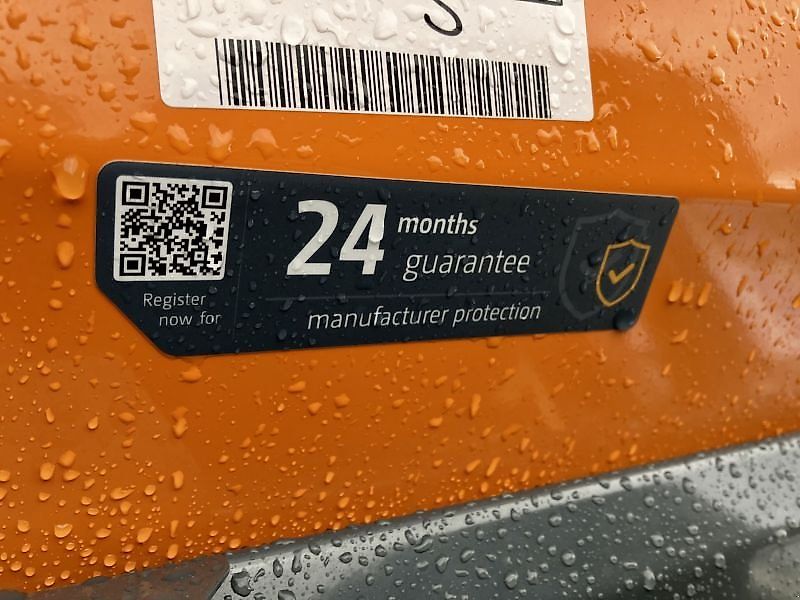 24 months
guarantee
manufacturer protection
Register
now for